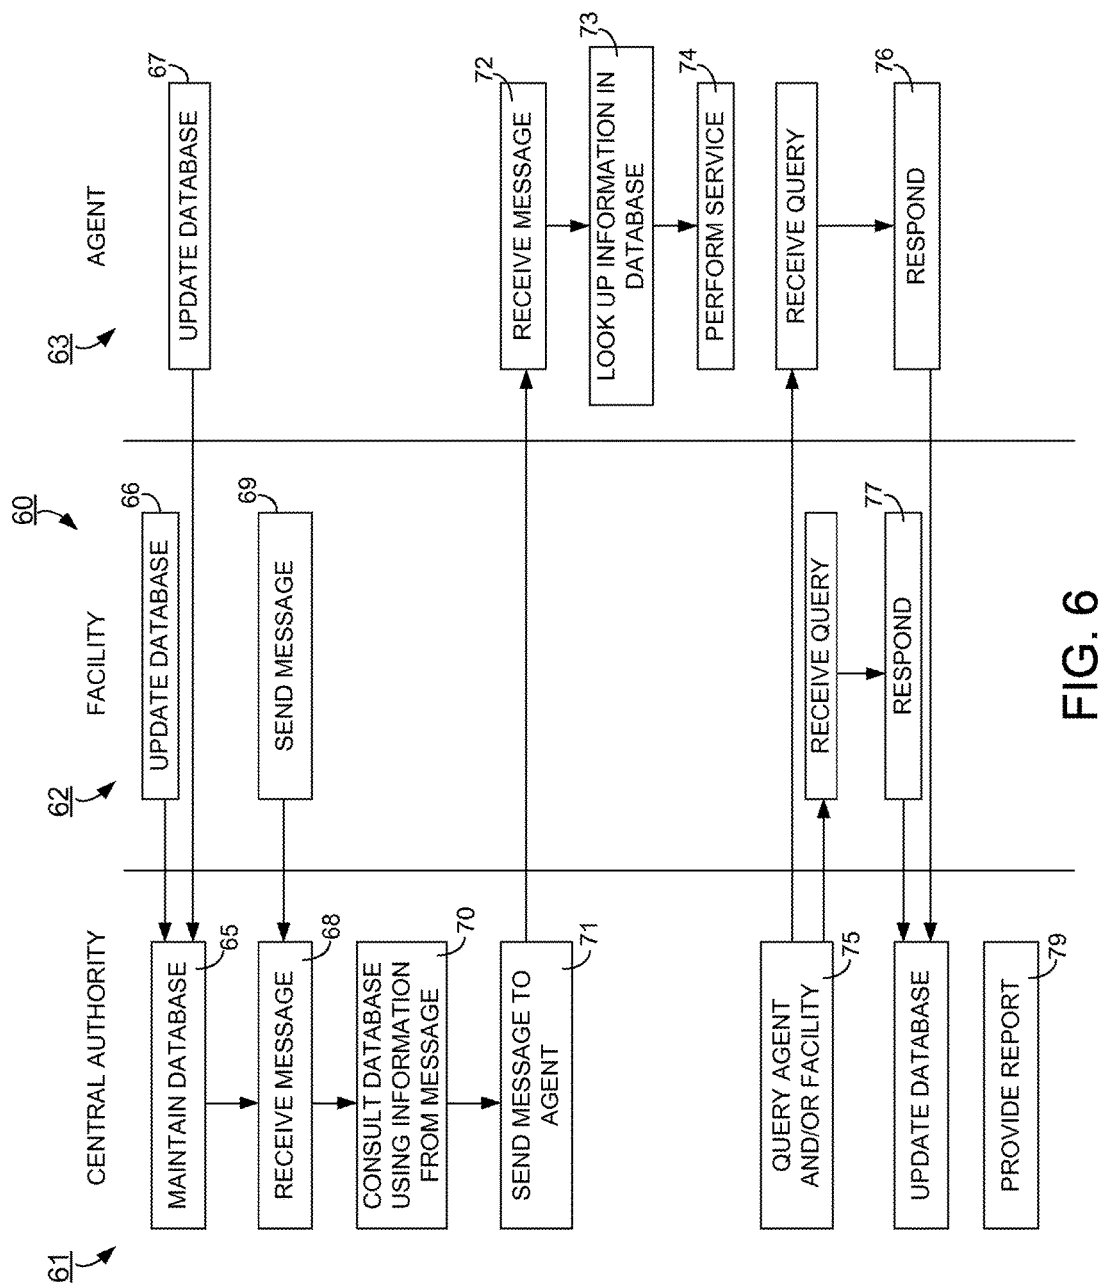 60
61
CENTRAL AUTHORITY
62
FACILITY
63
AGENT
MAINTAIN DATABASE
65
UPDATE DATABASE
66
UPDATE DATABASE
67
RECEIVE MESSAGE
68
SEND MESSAGE
69
CONSULT DATABASE
USING INFORMATION
FROM MESSAGE
70
SEND MESSAGE TO
AGENT
71
RECEIVE MESSAGE
72
LOOK UP INFORMATION IN
DATABASE
73
PERFORM SERVICE
74
QUERY AGENT
AND/OR FACILITY
75
RECEIVE QUERY
RECEIVE QUERY
UPDATE DATABASE
RESPOND
77
RESPOND
76
PROVIDE REPORT
79
FIG. 6